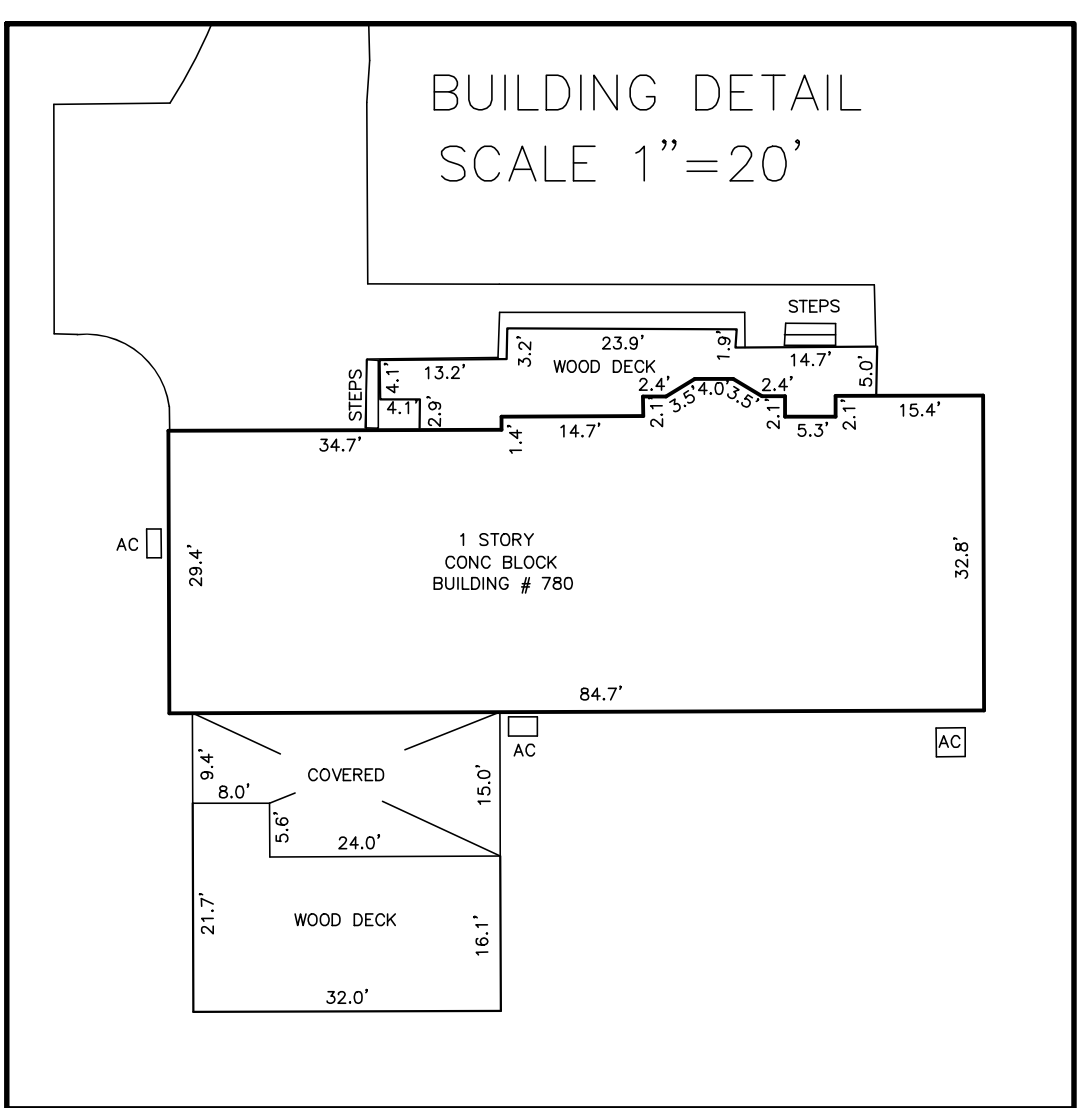 BUILDING DETAIL
SCALE 1"=20'
STEPS
23.9'
3.2'
1.9'
WOOD DECK
14.7'
5.0'
STEPS
4.1'
13.2'
4.1'
2.9'
2.4'
3.5'
4.0'
3.5'
2.4'
2.1'
2.1'
2.1'
15.4'
34.7'
1.4'
14.7'
5.3'
AC
29.4'
1 STORY
CONC BLOCK
BUILDING # 780
32.8'
84.7'
AC
AC
9.4'
8.0'
COVERED
15.0'
5.6'
24.0'
21.7'
WOOD DECK
16.1'
32.0'